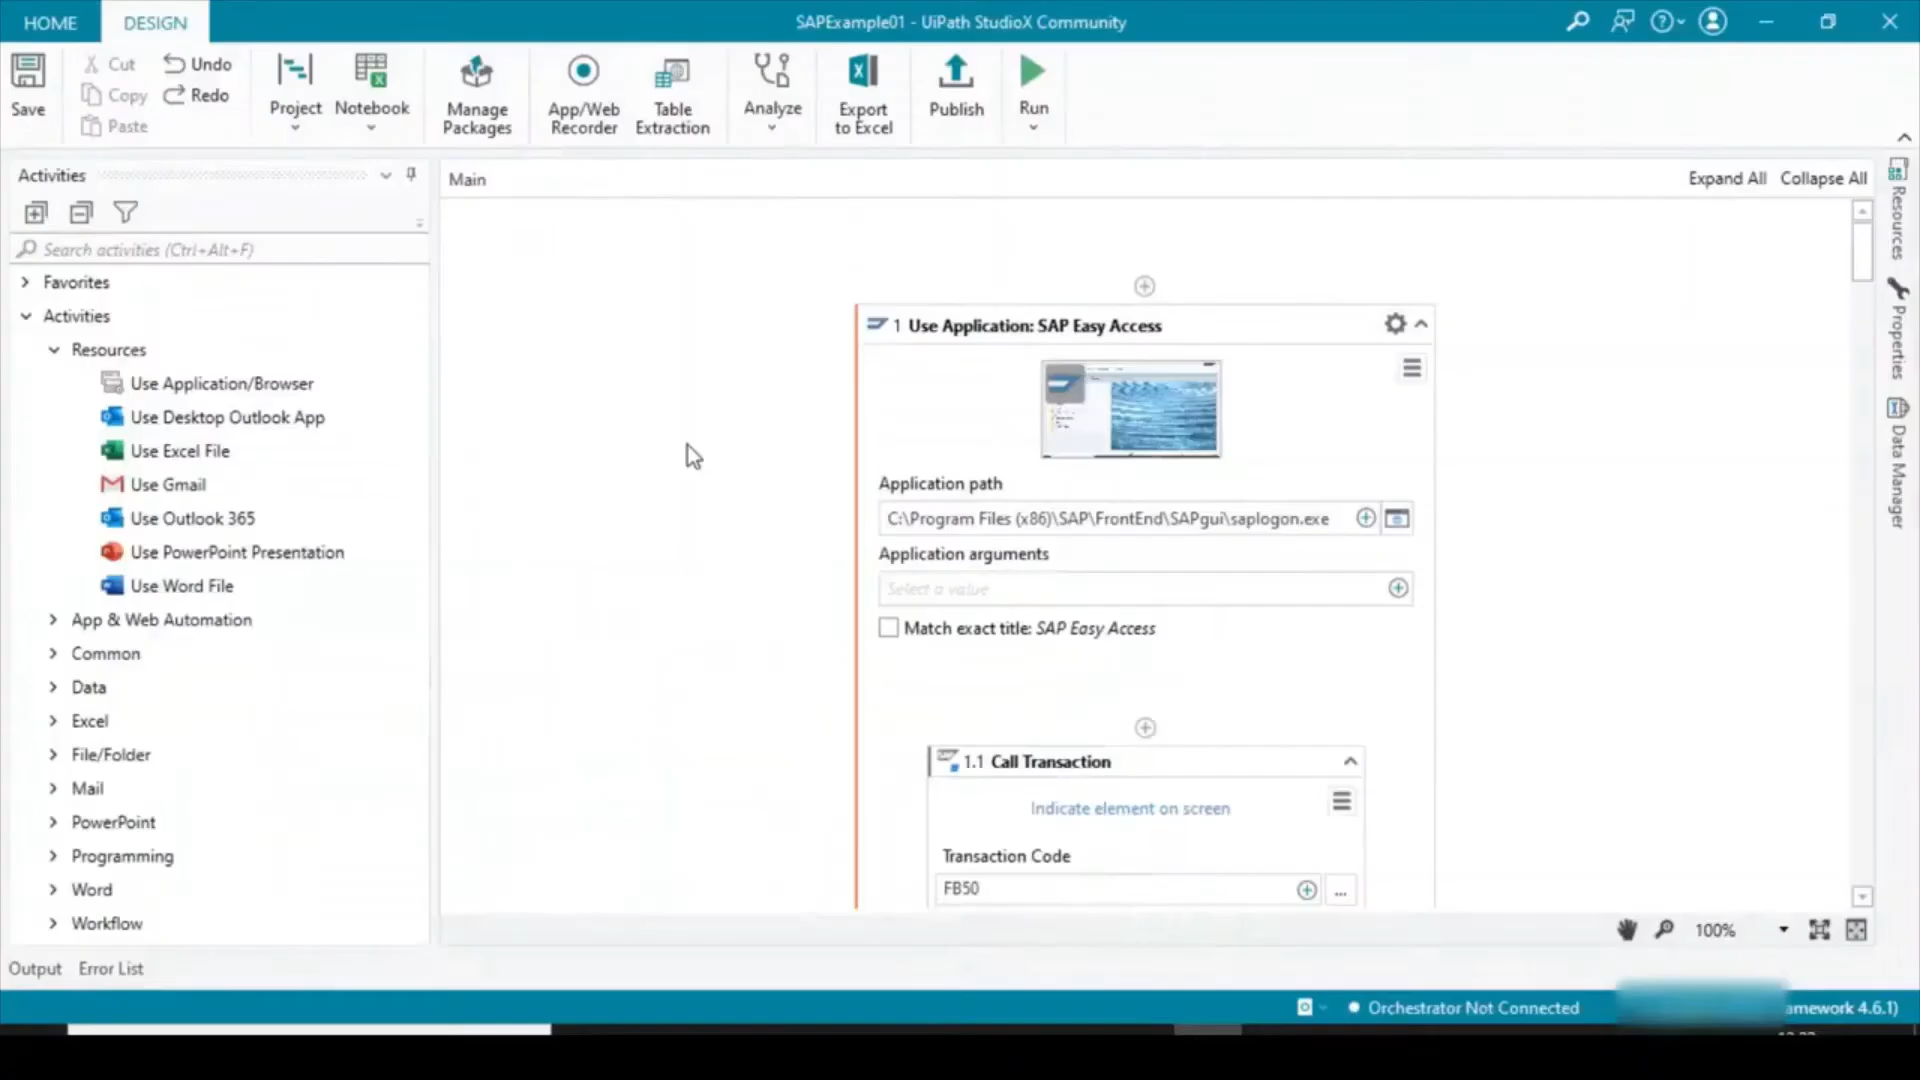 HOME
DESIGN
SAPExample01 - UiPath StudioX Community
Save
Cut
Copy
Paste
Undo
Redo
Project
Notebook
Manage
Packages
App/Web
Recorder
Table
Extraction
Analyze
Export
to Excel
Publish
Run
Activities
Search activities (Ctrl+Alt+F)
Favorites
Activities
Resources
Use Application/Browser
Use Desktop Outlook App
Use Excel File
Use Gmail
Use Outlook 365
Use PowerPoint Presentation
Use Word File
App & Web Automation
Common
Data
Excel
File/Folder
Mail
PowerPoint
Programming
Word
Workflow
Main
Expand All
Collapse All
1 Use Application: SAP Easy Access
Application path
C:\Program Files (x86)\SAP\FrontEnd\SAPgui\saplogon.exe
Application arguments
Select a value
Match exact title: SAP Easy Access
1.1 Call Transaction
Indicate element on screen
Transaction Code
FB50
...
Resources
Properties
Data Manager
100%
Output
Error List
Orchestrator Not Connected
amework 4.6.1)